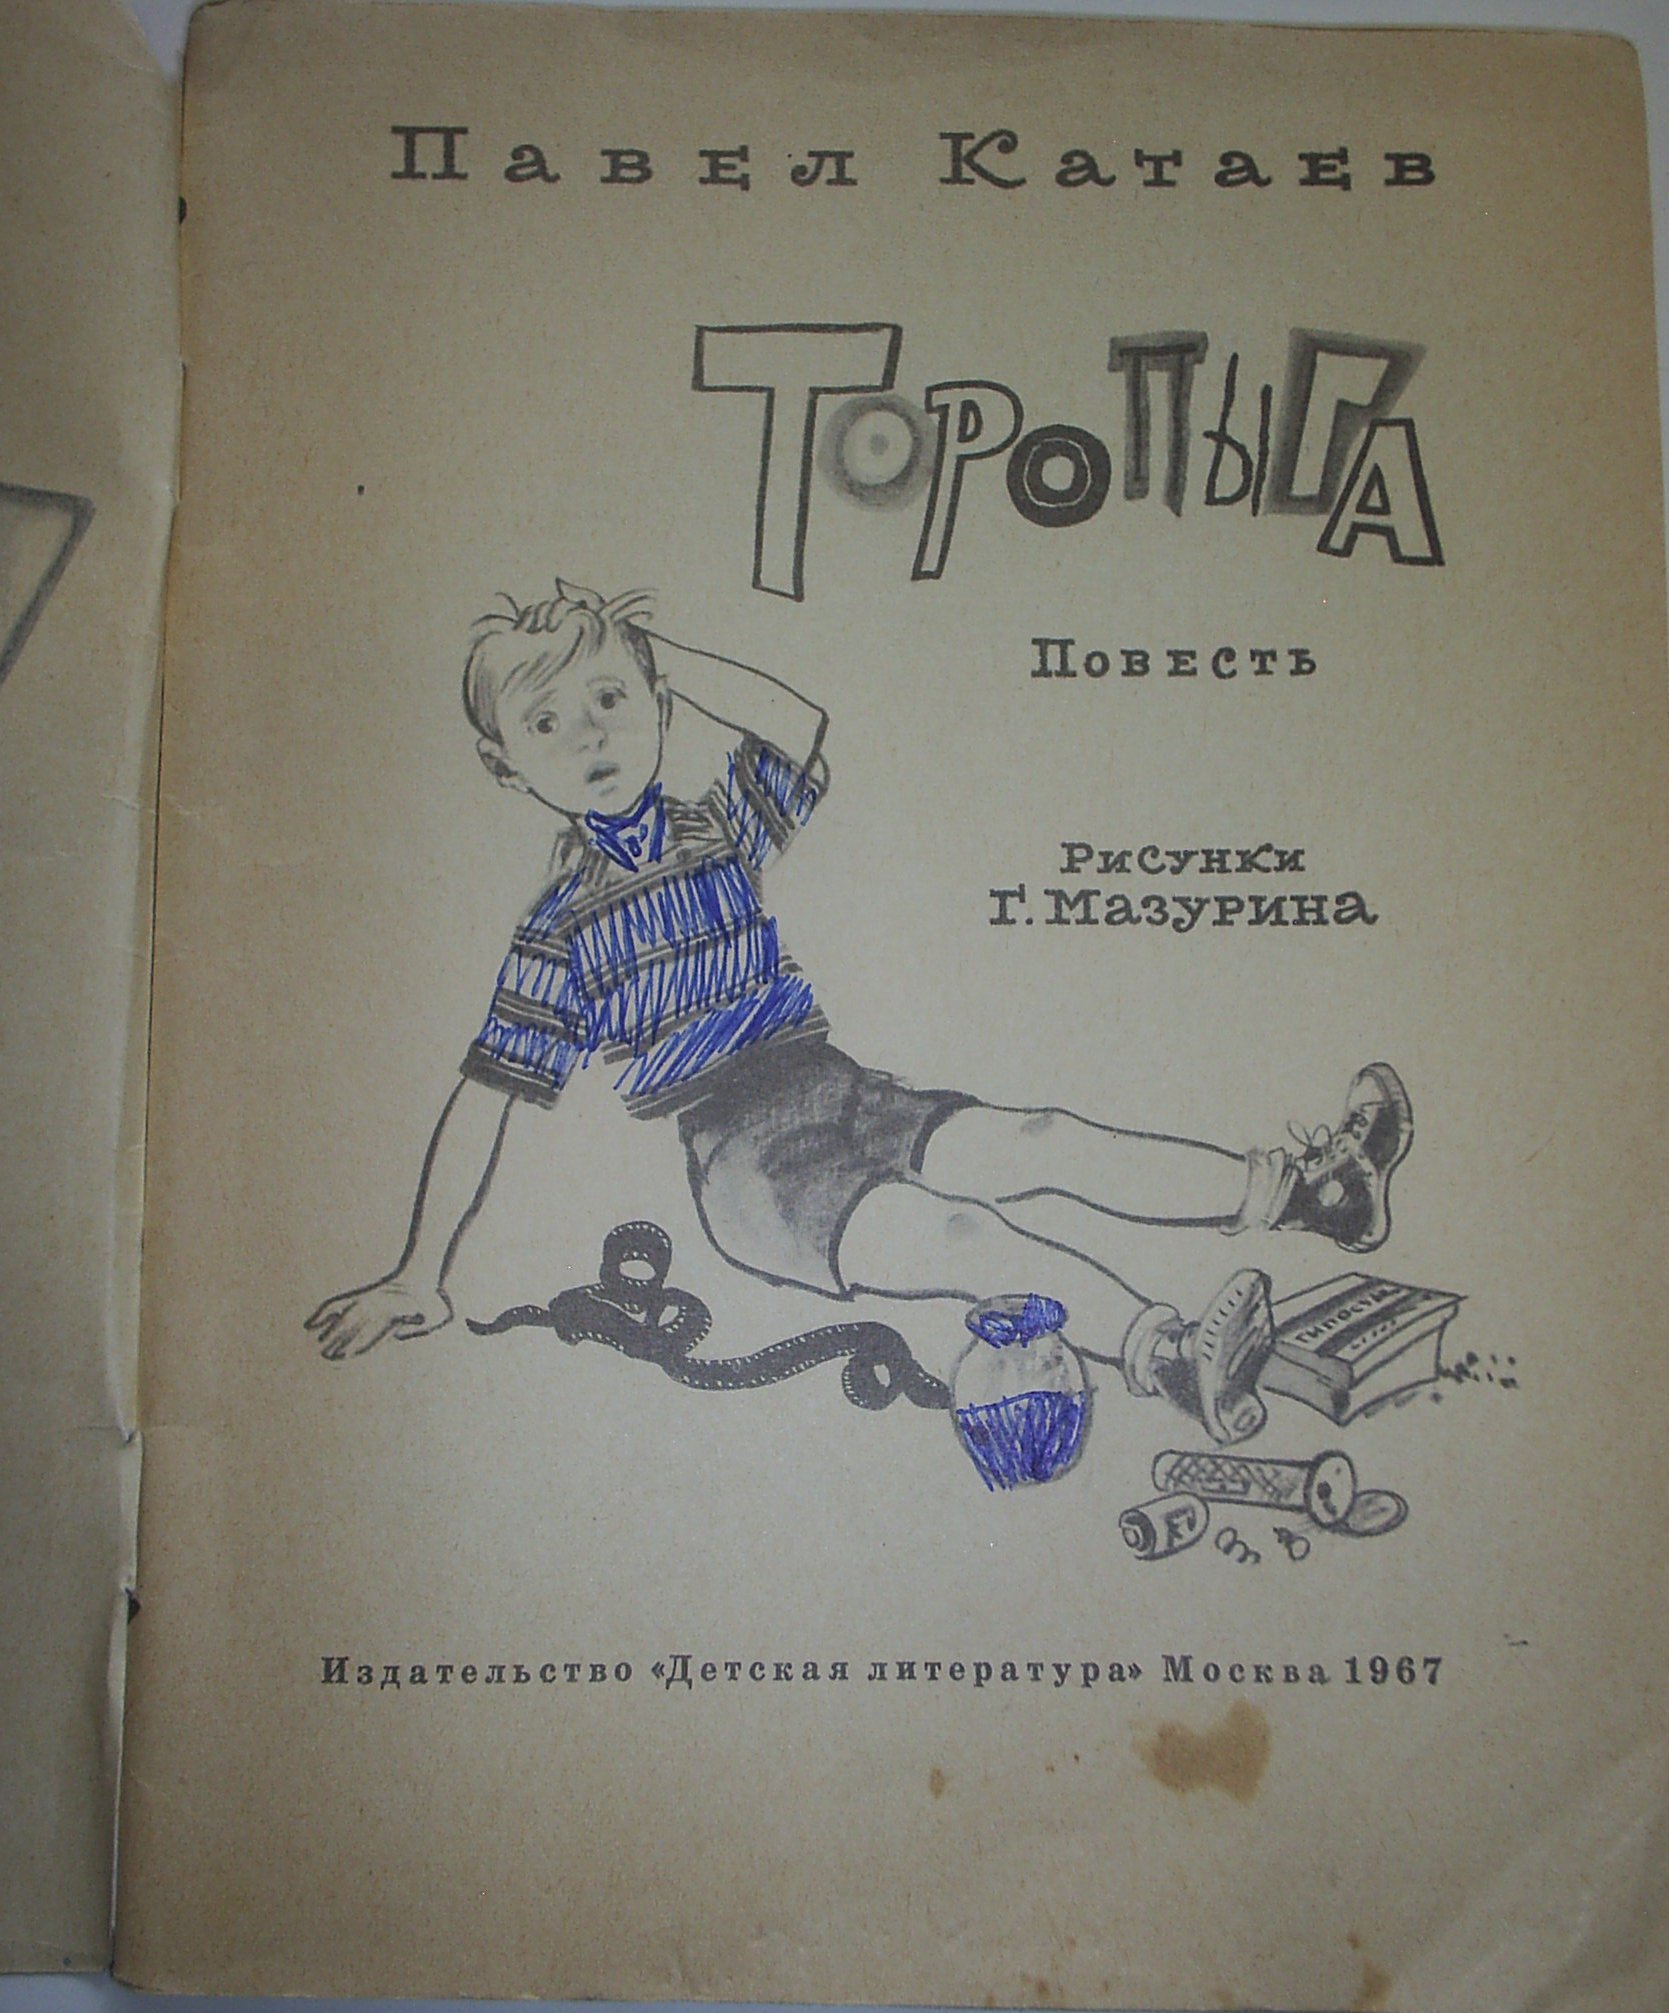 Павел Катаев
Торопыга
Повесть
Рисунки
Г. Мазурина
Издательство «Детская литература» Москва 1967